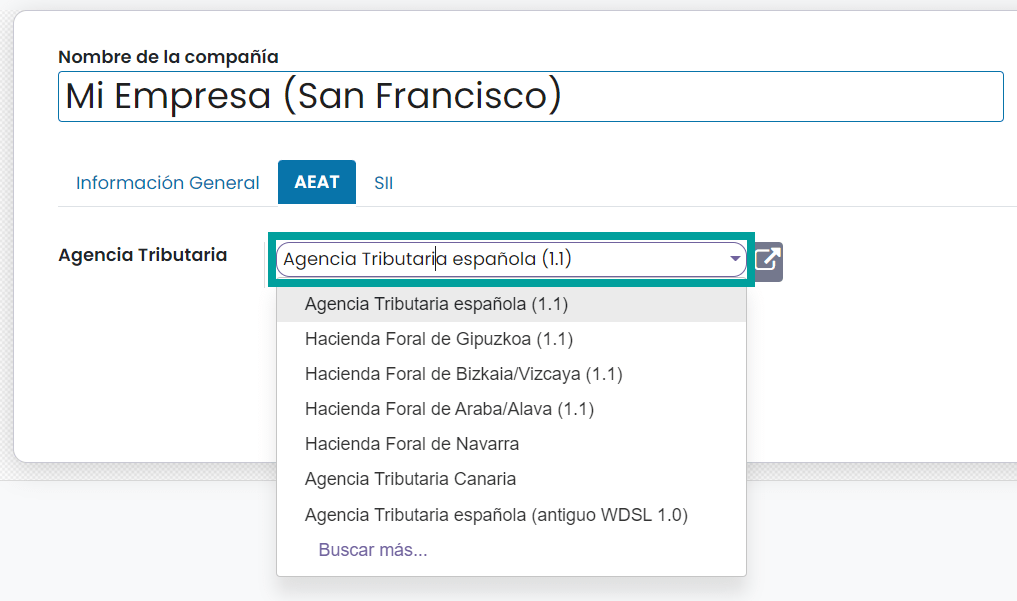 Nombre de la compañía
Mi Empresa (San Francisco)
Información General AEAT SII
Agencia Tributaria Agencia Tributaria española (1.1)
Agencia Tributaria española (1.1)
Hacienda Foral de Gipuzkoa (1.1)
Hacienda Foral de Bizkaia/Vizcaya (1.1)
Hacienda Foral de Araba/Alava (1.1)
Hacienda Foral de Navarra
Agencia Tributaria Canaria
Agencia Tributaria española (antiguo WDSL 1.0)
Buscar más...